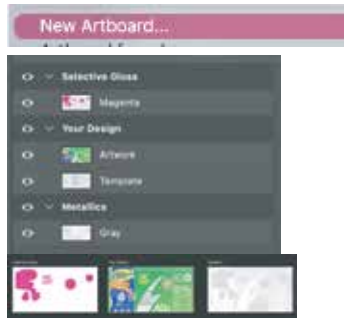 New Artboard...
Selective Gloss
Magenta
Your Design
Artwork
Template
Metallics
Gray